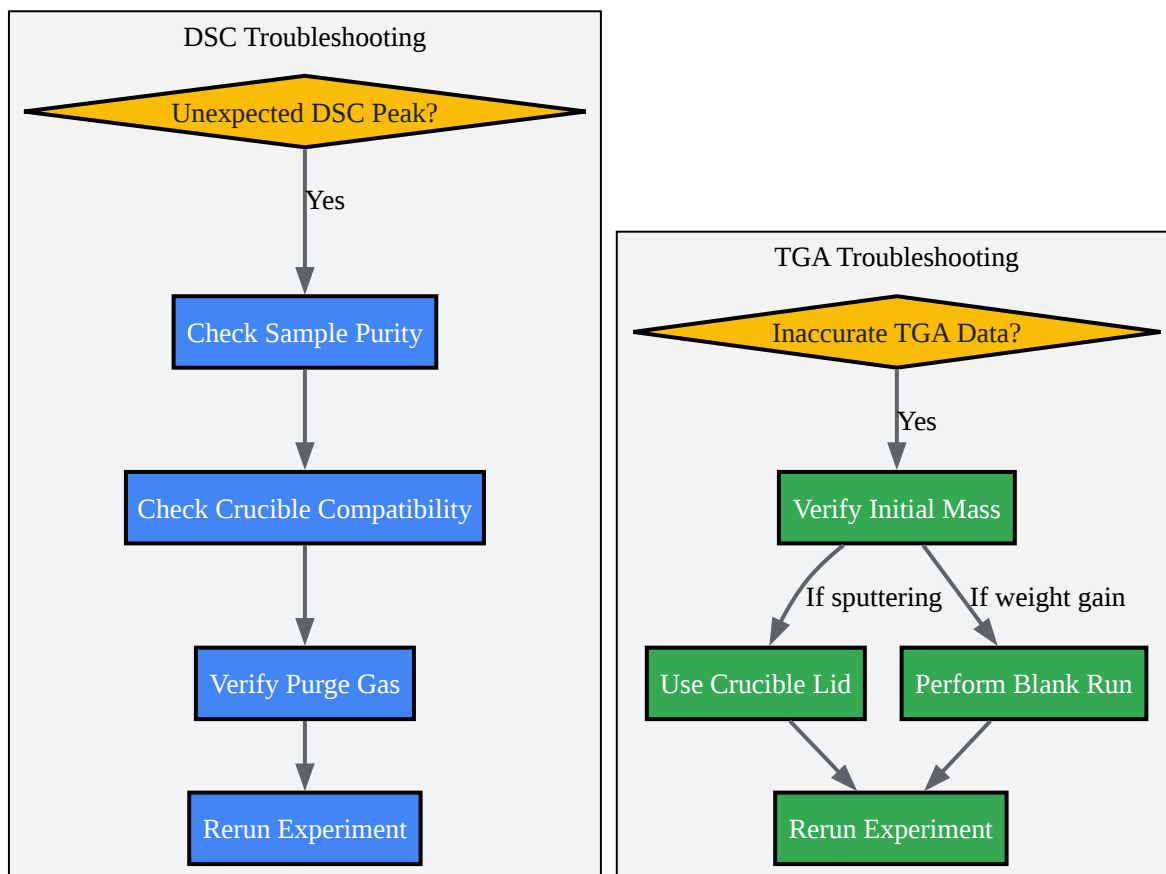 DSC Troubleshooting
Unexpected DSC Peak?
Yes
Check Sample Purity
Check Crucible Compatibility
Verify Purge Gas
Rerun Experiment
TGA Troubleshooting
Inaccurate TGA Data?
Yes
Verify Initial Mass
If sputtering
If weight gain
Use Crucible Lid
Perform Blank Run
Rerun Experiment